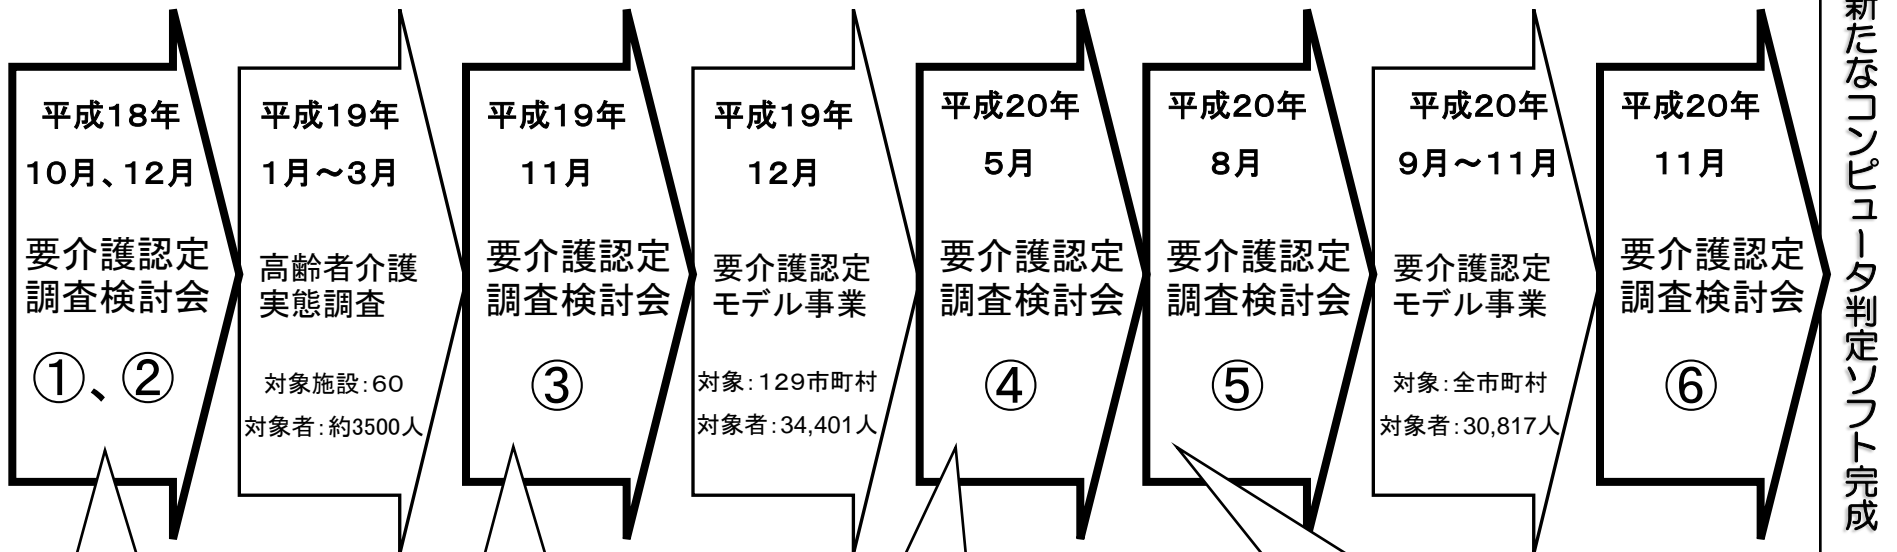 平成18年
10月、12月
要介護認定
調査検討会
①、②
平成19年
1月～3月
高齢者介護
実態調査
対象施設：60
対象者：約3500人
平成19年
11月
要介護認定
調査検討会
③
平成19年
12月
要介護認定
モデル事業
対象：129市町村
対象者：34,401人
平成20年
5月
要介護認定
調査検討会
④
平成20年
8月
要介護認定
調査検討会
⑤
平成20年
9月～11月
要介護認定
モデル事業
対象：全市町村
対象者：30,817人
平成20年
11月
要介護認定
調査検討会
⑥
新たなコンピュータ判定ソフト完成